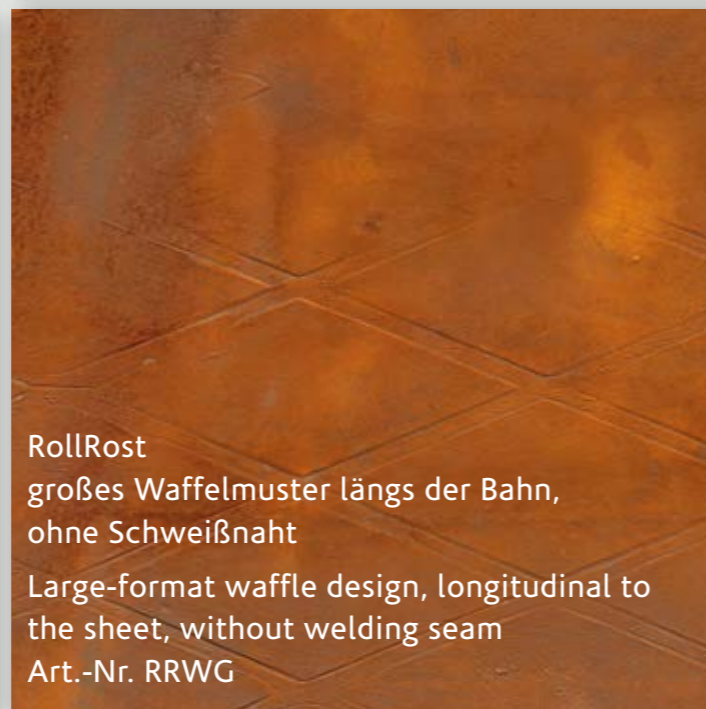 RollRost
großes Waffelmuster längs der Bahn,
ohne Schweißnaht
Large-format waffle design, longitudinal to
the sheet, without welding seam
Art.-Nr. RRWG